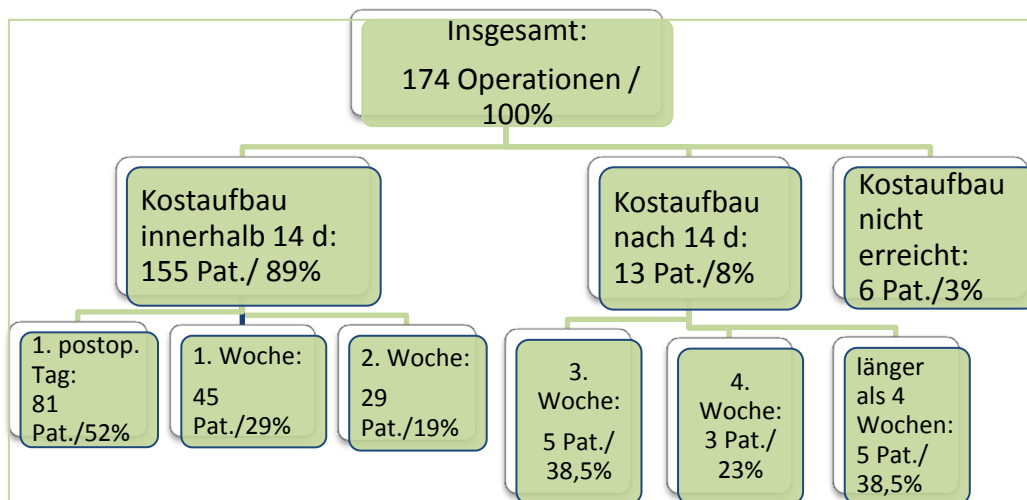 Insgesamt:
174 Operationen /
100%
Kostaufbau
innerhalb 14 d:
155 Pat./ 89%
Kostaufbau
nach 14 d:
13 Pat./8%
Kostaufbau
nicht
erreicht:
6 Pat./3%
1. postop.
Tag:
81
Pat./52%
1. Woche:
45
Pat./29%
2. Woche:
29
Pat./19%
3.
Woche:
5 Pat./
38,5%
4.
Woche:
3 Pat./
23%
länger
als 4
Wochen:
5 Pat./
38,5%